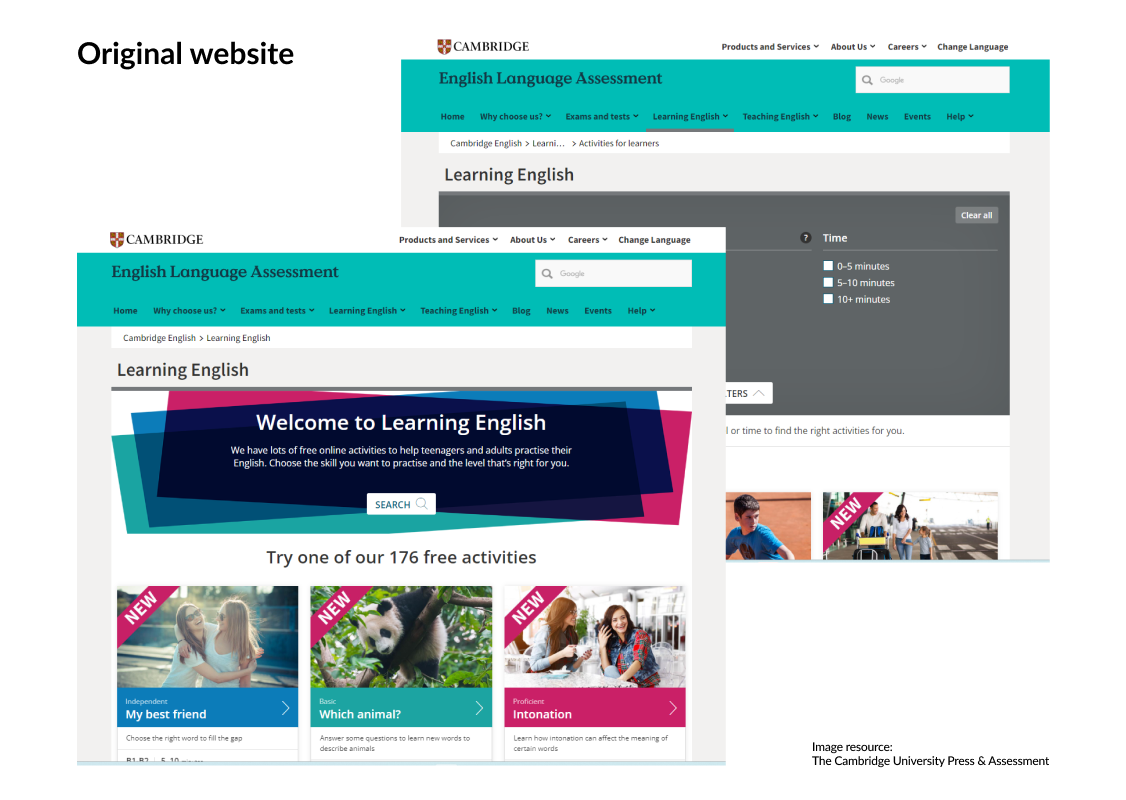 Original website
CAMBRIDGE
Products and Services About Us Careers Change Language
English Language Assessment
Google
Home Why choose us? Exams and tests Learning English Teaching English Blog News Events Help
Cambridge English > Learni... > Activities for learners
Learning English
Clear all
? Time
0–5 minutes
5–10 minutes
10+ minutes
TERS
l or time to find the right activities for you.
NEW
CAMBRIDGE
Products and Services About Us Careers Change Language
English Language Assessment
Google
Home Why choose us? Exams and tests Learning English Teaching English Blog News Events Help
Cambridge English > Learning English
Learning English
Welcome to Learning English
We have lots of free online activities to help teenagers and adults practise their
English. Choose the skill you want to practise and the level that's right for you.
SEARCH
Try one of our 176 free activities
NEW NEW NEW
Independent
My best friend
Choose the right word to fill the gap
B1-B2 5–10 minutes
Basic
Which animal?
Answer some questions to learn new words to
describe animals
Proficient
Intonation
Learn how intonation can affect the meaning of
certain words
Image resource:
The Cambridge University Press & Assessment